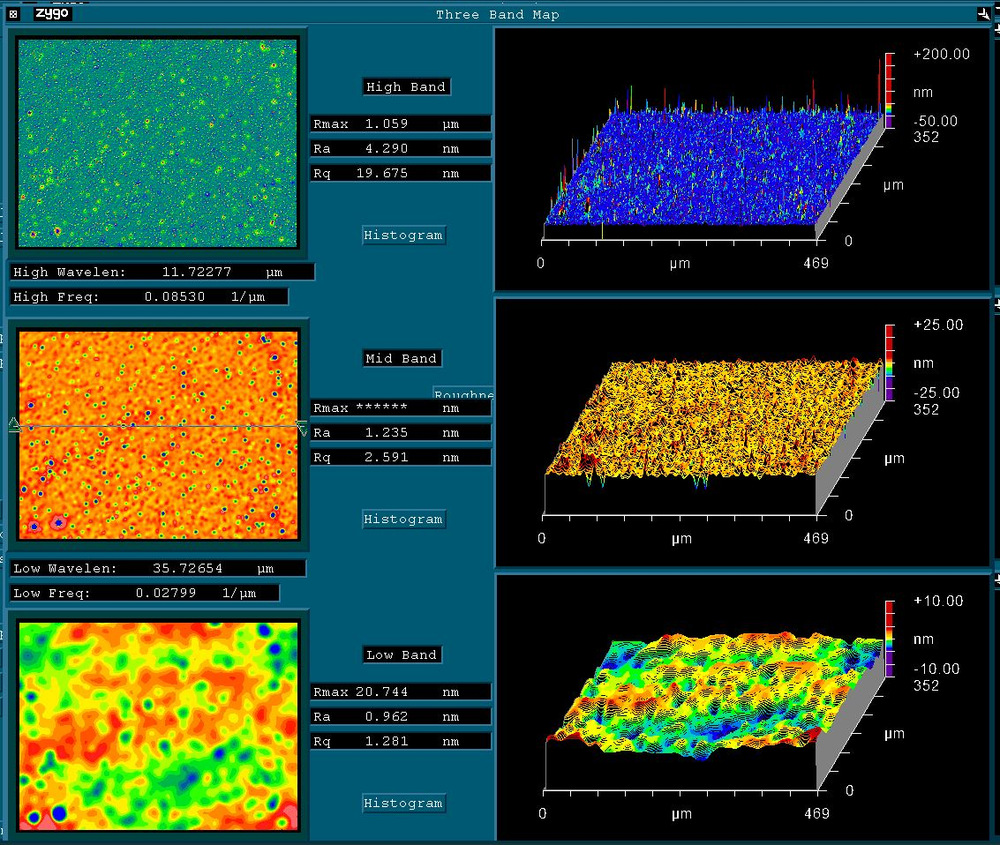 zygo
Three Band Map
High Band
Rmax 1.059 µm
Ra 4.290 nm
Rq 19.675 nm
Histogram
High Wavelen: 11.72277 µm
High Freq: 0.08530 1/µm
+200.00
nm
-50.00
352
µm
0
0 µm 469
Mid Band
Rmax ****** nm
Ra 1.235 nm
Rq 2.591 nm
Histogram
Low Wavelen: 35.72654 µm
Low Freq: 0.02799 1/µm
+25.00
nm
-25.00
352
µm
0
0 µm 469
Low Band
Rmax 20.744 nm
Ra 0.962 nm
Rq 1.281 nm
Histogram
+10.00
nm
-10.00
352
µm
0
0 µm 469